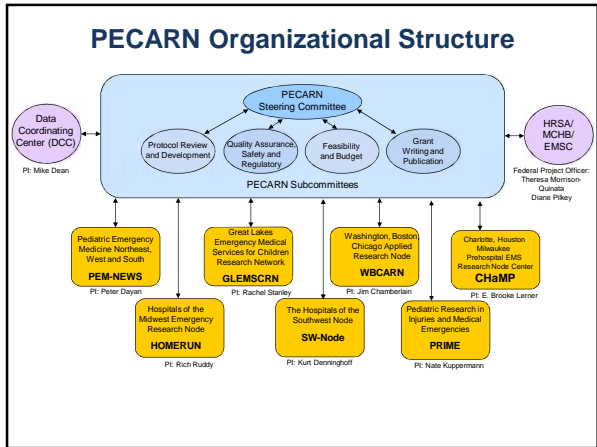 PECARN Organizational Structure
PECARN
Steering Committee
Data
Coordinating
Center (DCC)
PI: Mike Dean
Protocol Review
and Development
Quality Assurance,
Safety and
Regulatory
Feasibility
and Budget
Grant
Writing and
Publication
PECARN Subcommittees
HRSA/
MCHB/
EMSC
Federal Project Officer:
Theresa Morrison-
Quinata
Diane Pilkey
Pediatric Emergency
Medicine Northeast,
West and South
PEM-NEWS
PI: Peter Dayan
Great Lakes
Emergency Medical
Services for Children
Research Network
GLEMSCRN
PI: Rachel Stanley
Washington, Boston,
Chicago Applied
Research Node
WBCARN
PI: Jim Chamberlain
Charlotte, Houston
Milwaukee
Prehospital EMS
Research Node Center
CHaMP
PI: E. Brooke Lerner
Hospitals of the
Midwest Emergency
Research Node
HOMERUN
PI: Rich Ruddy
The Hospitals of the
Southwest Node
SW-Node
PI: Kurt Denninghoff
Pediatric Research in
Injuries and Medical
Emergencies
PRIME
PI: Nate Kuppermann